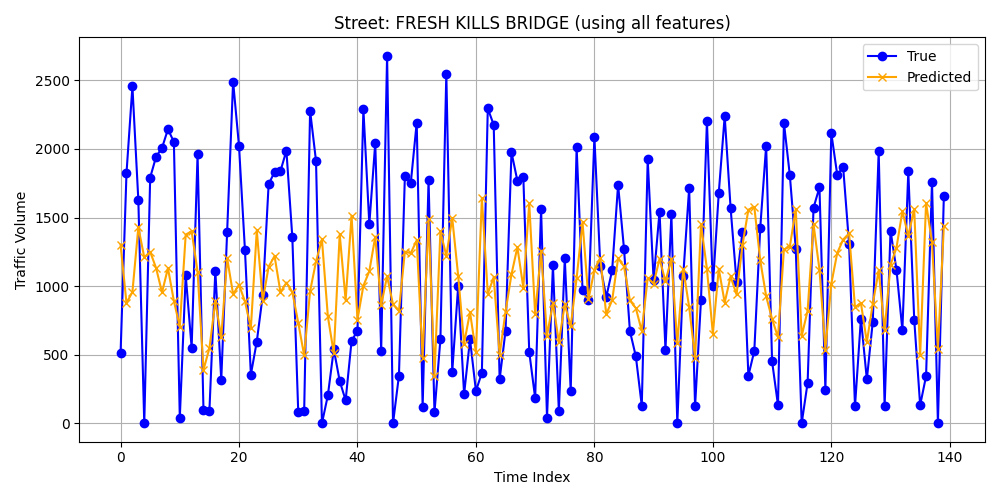 Street: FRESH KILLS BRIDGE (using all features)
True
Predicted
Traffic Volume
2500
2000
1500
1000
500
0
0 20 40 60 80 100 120 140
Time Index